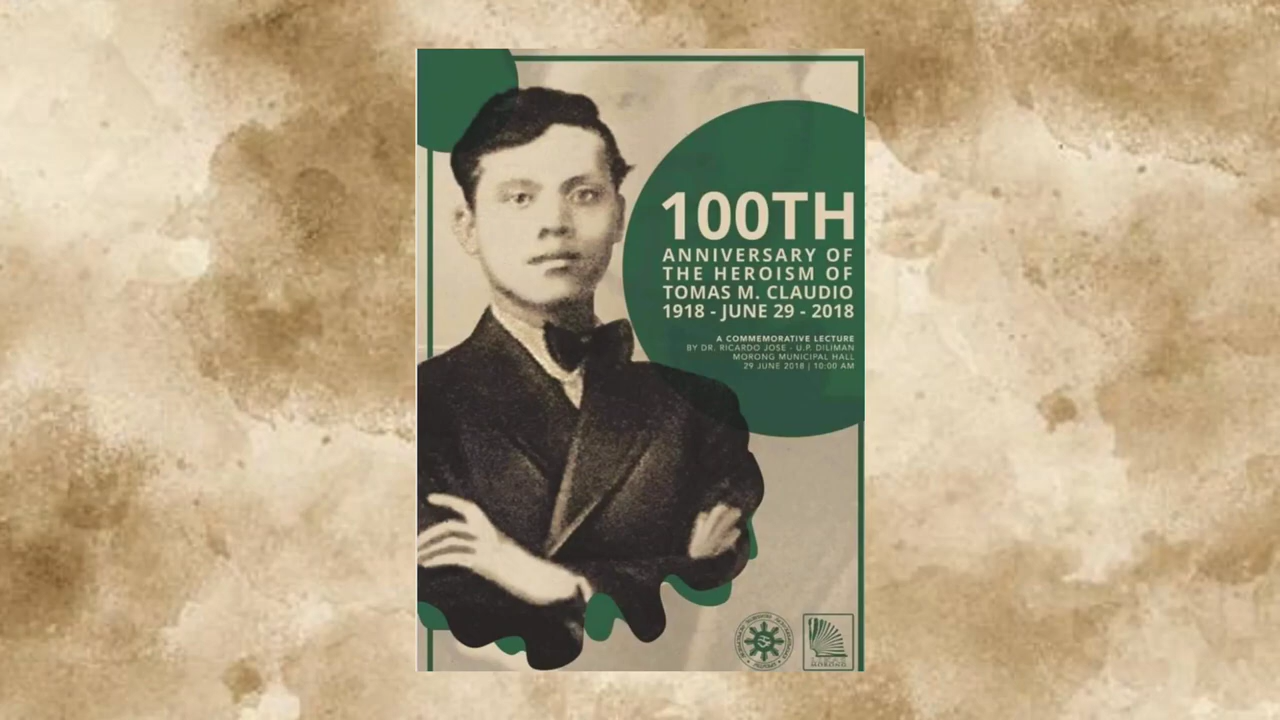 100TH
ANNIVERSARY OF
THE HEROISM OF
TOMAS M. CLAUDIO
1918 - JUNE 29 - 2018
A COMMEMORATIVE LECTURE
BY DR. RICARDO JOSE - U.P. DILIMAN
MORONG MUNICIPAL HALL
29 JUNE 2018 | 10:00 AM
MORONG